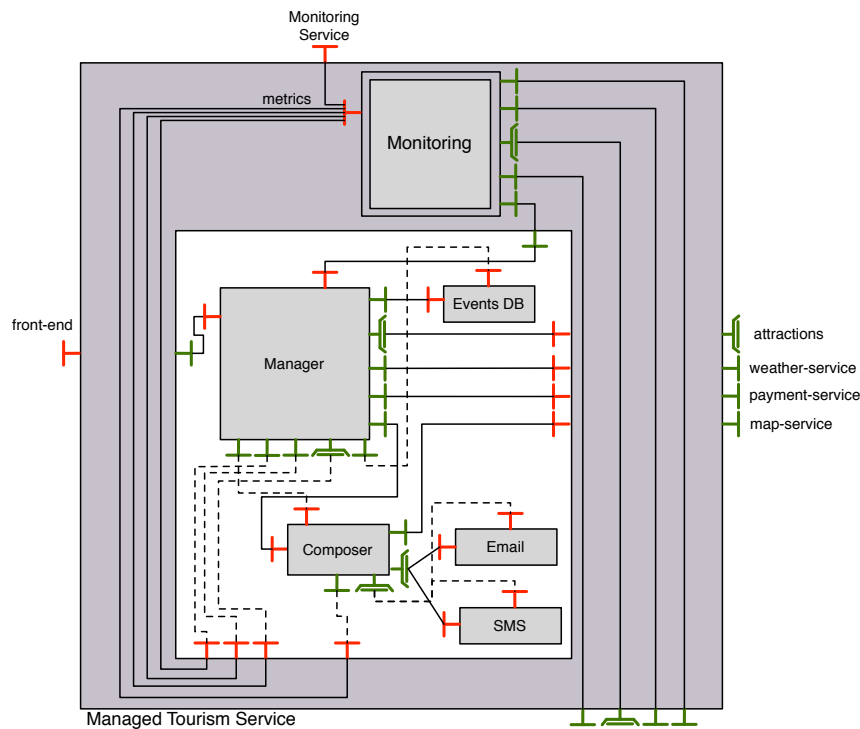 Monitoring
Service
metrics
Monitoring
Events DB
front-end
Manager
attractions
weather-service
payment-service
map-service
Composer
Email
SMS
Managed Tourism Service